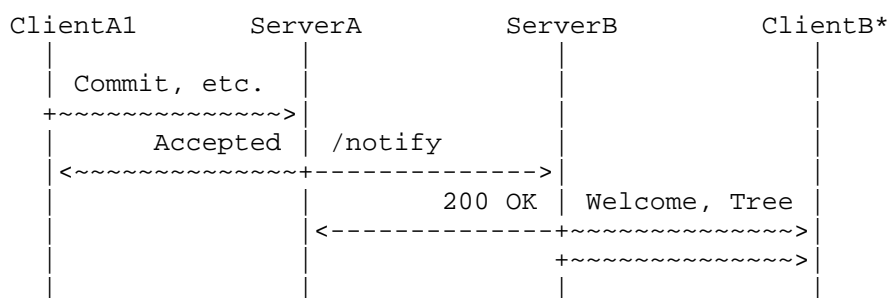 ClientA1 ServerA ServerB ClientB*
Commit, etc.
Accepted /notify
200 OK Welcome, Tree